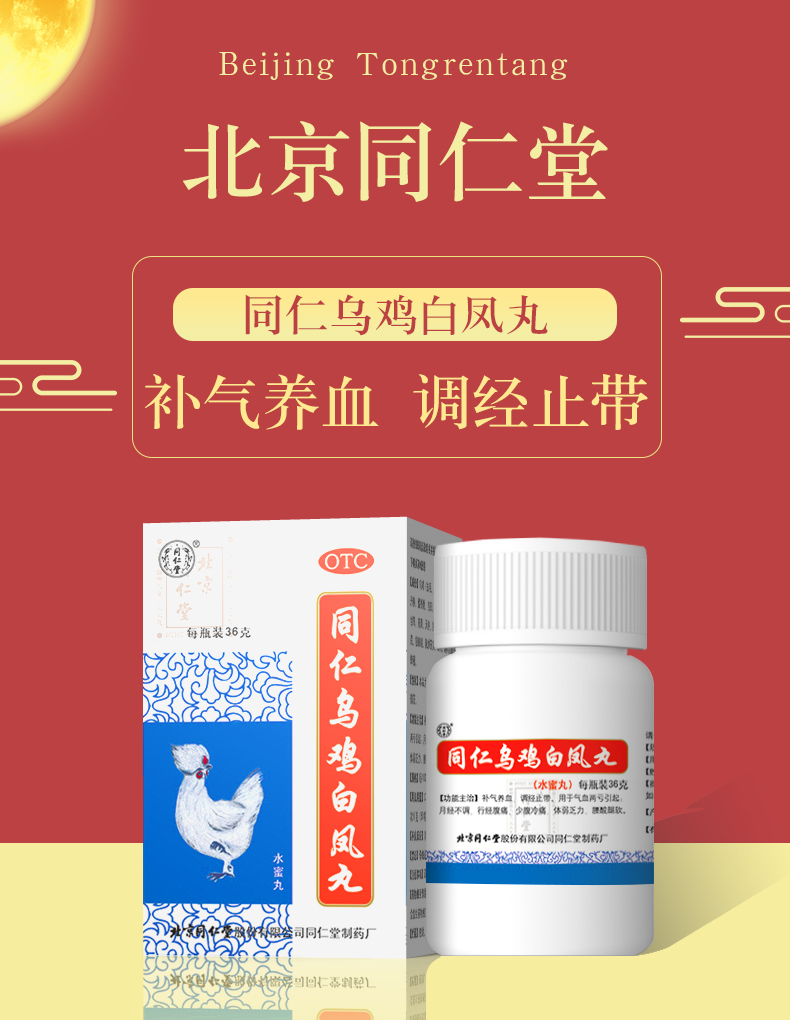 Beijing Tongrentang
北京同仁堂
同仁乌鸡白凤丸
补气养血 调经止带
同仁堂
北京
同仁堂
OTC
每瓶装36克
同仁乌鸡白凤丸
水蜜丸
北京同仁堂股份有限公司同仁堂制药厂
同仁乌鸡白凤丸
(水蜜丸) 每瓶装36克
【功能主治】补气养血，调经止带。用于气血两亏引起：
月经不调，行经腹痛，少腹冷痛，体弱乏力，腰酸腿软。
北京同仁堂股份有限公司同仁堂制药厂